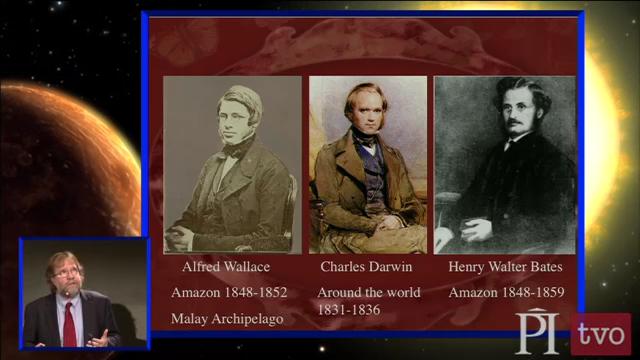 Alfred Wallace
Amazon 1848-1852
Malay Archipelago
Charles Darwin
Around the world
1831-1836
Henry Walter Bates
Amazon 1848-1859
PI
tvo